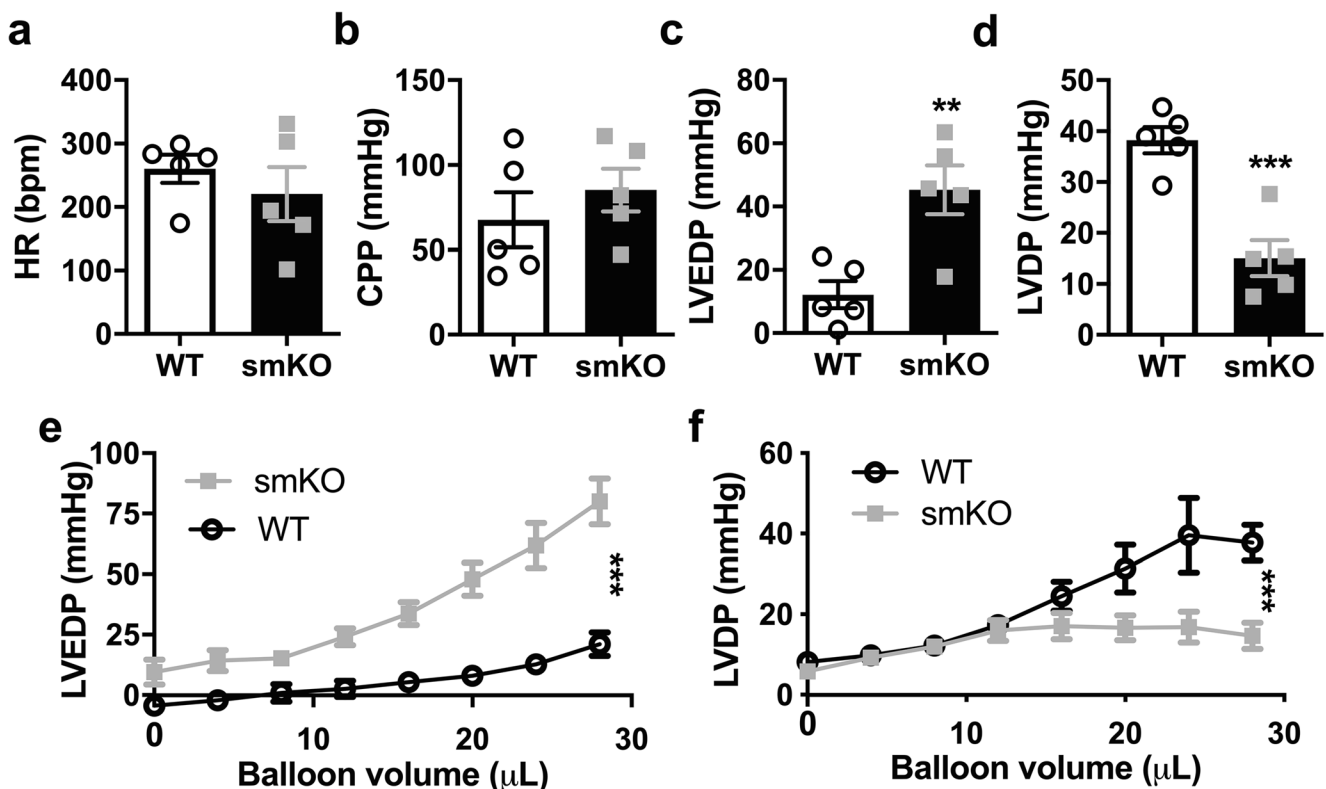 a
HR (bpm)
400
300
200
100
0
WT smKO
b
CPP (mmHg)
150
100
50
0
WT smKO
c
LVEDP (mmHg)
80
60
40
20
0
**
WT smKO
d
LVDP (mmHg)
50
40
30
20
10
0
***
WT smKO
e
LVEDP (mmHg)
100
75
50
25
0
smKO
WT
***
0 10 20 30
Balloon volume (μL)
f
LVDP (mmHg)
60
40
20
0
WT
smKO
***
0 10 20 30
Balloon volume (μL)